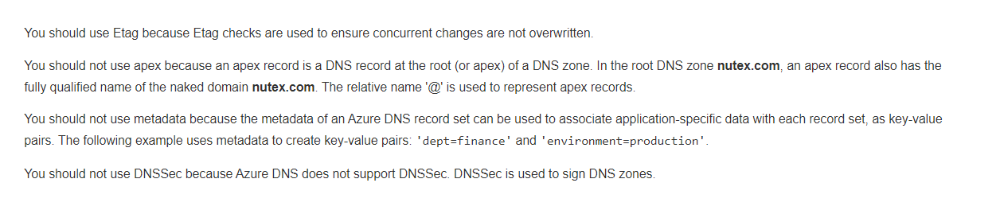 You should use Etag because Etag checks are used to ensure concurrent changes are not overwritten.
You should not use apex because an apex record is a DNS record at the root (or apex) of a DNS zone. In the root DNS zone nutex.com, an apex record also has the
fully qualified name of the naked domain nutex.com. The relative name '@' is used to represent apex records.
You should not use metadata because the metadata of an Azure DNS record set can be used to associate application-specific data with each record set, as key-value
pairs. The following example uses metadata to create key-value pairs: 'dept=finance' and 'environment=production'.
You should not use DNSSec because Azure DNS does not support DNSSec. DNSSec is used to sign DNS zones.